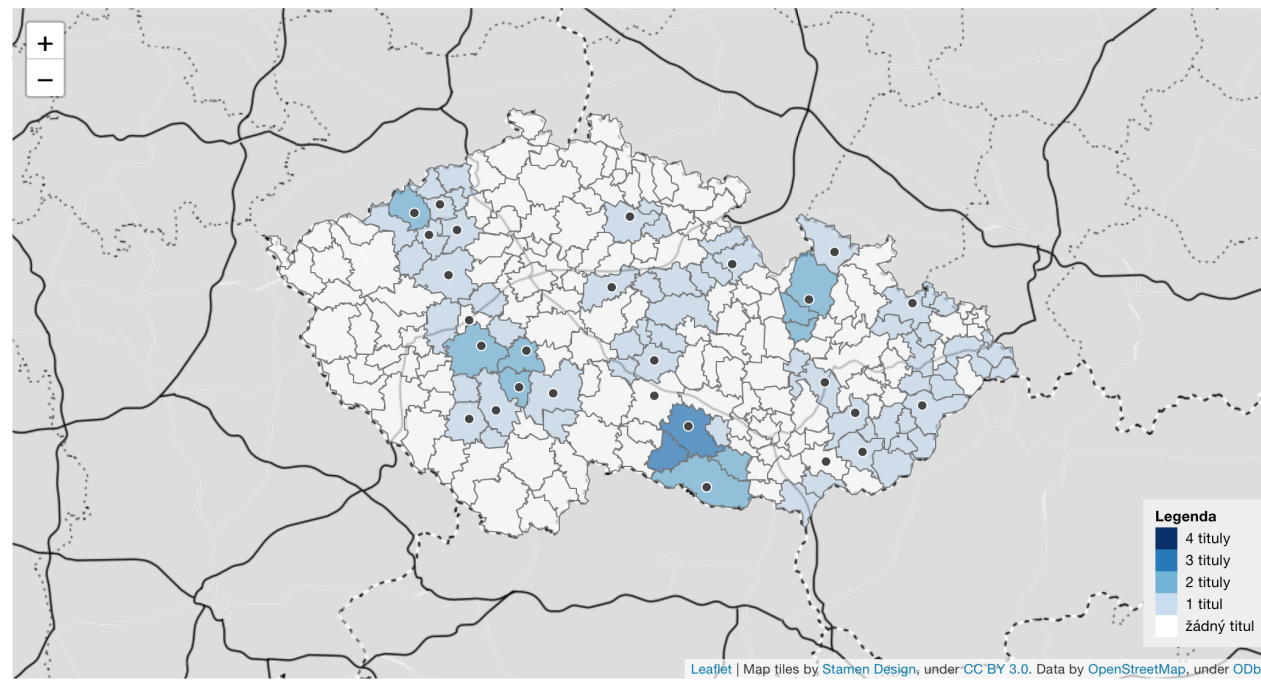 +
−
Legenda
4 tituly
3 tituly
2 tituly
1 titul
žádný titul
Leaflet | Map tiles by Stamen Design, under CC BY 3.0. Data by OpenStreetMap, under ODb